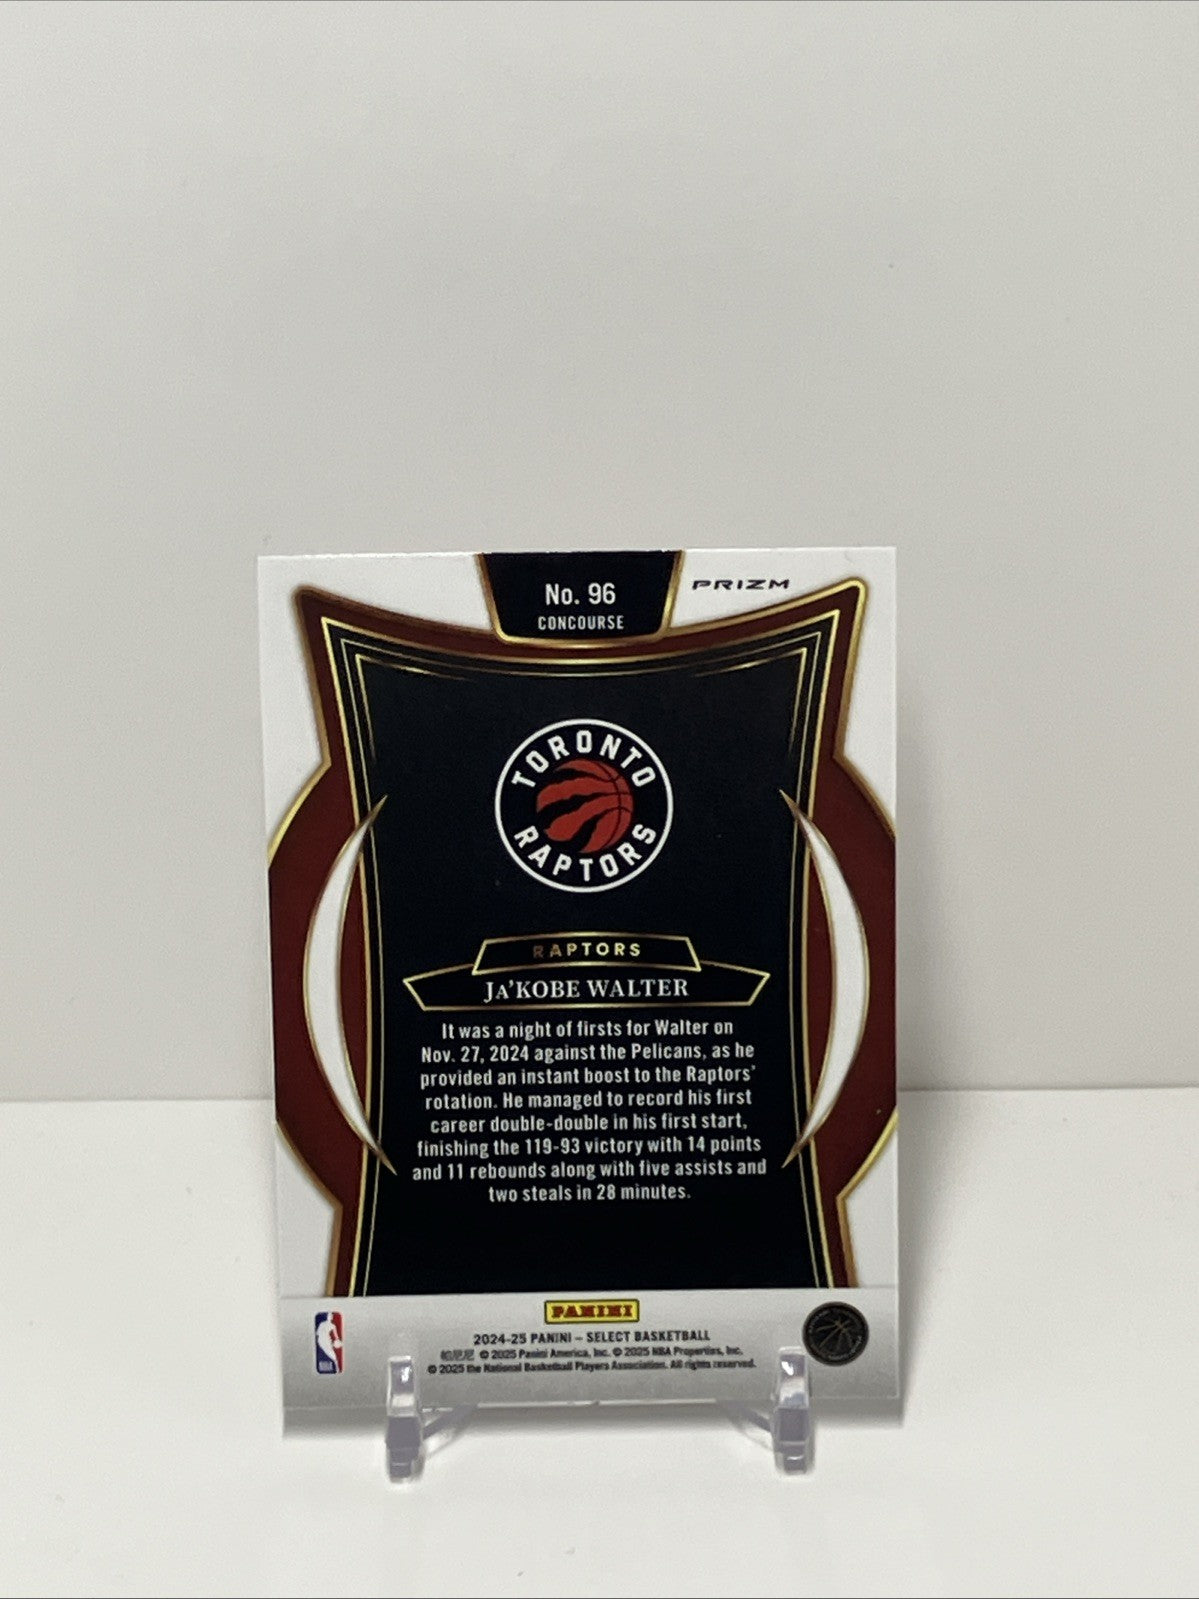 No. 96
CONCOURSE
PRIZM
TORONTO
RAPTORS
RAPTORS
JA'KOBE WALTER
It was a night of firsts for Walter on
Nov. 27, 2024 against the Pelicans, as he
provided an instant boost to the Raptors'
rotation. He managed to record his first
career double-double in his first start,
finishing the 119-93 victory with 14 points
and 11 rebounds along with five assists and
two steals in 28 minutes.
PANINI
2024-25 PANINI – SELECT BASKETBALL
帕尼尼 © 2025 Panini America, Inc. © 2025 NBA Properties, Inc.
© 2025 the National Basketball Players Association. All rights reserved.
NBA